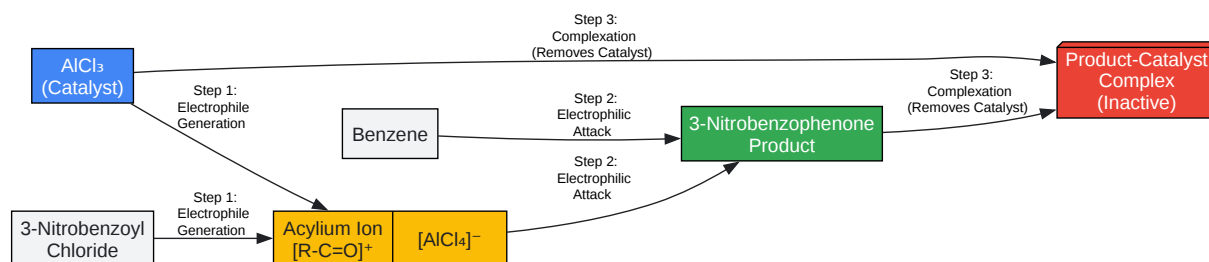 Step 3:
Complexation
(Removes Catalyst)
AlCl₃
(Catalyst)
Product-Catalyst
Complex
(Inactive)
Step 3:
Complexation
(Removes Catalyst)
Step 1:
Electrophile
Generation
Step 2:
Electrophilic
Attack
Benzene
3-Nitrobenzophenone
Product
Step 2:
Electrophilic
Attack
Step 1:
Electrophile
Generation
3-Nitrobenzoyl
Chloride
Acylium Ion
[R-C=O]⁺
[AlCl₄]⁻